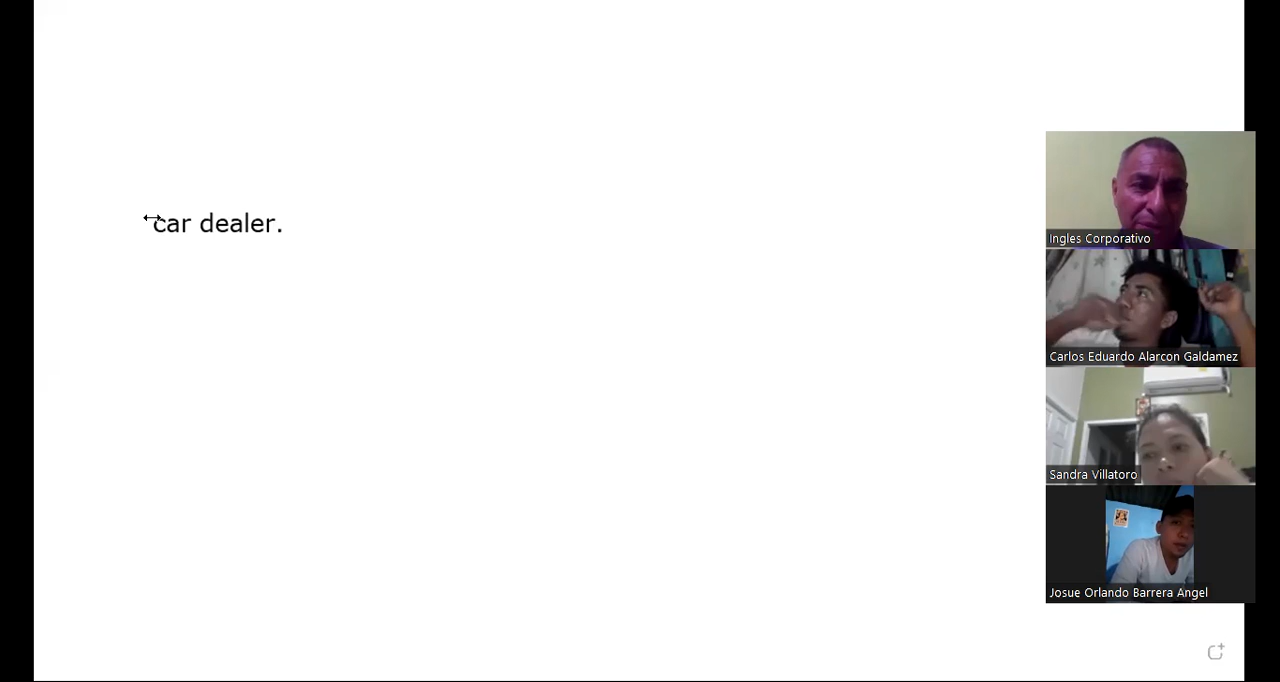 car dealer.
Ingles Corporativo
Carlos Eduardo Alarcon Galdamez
Sandra Villatoro
Josue Orlando Barrera Angel